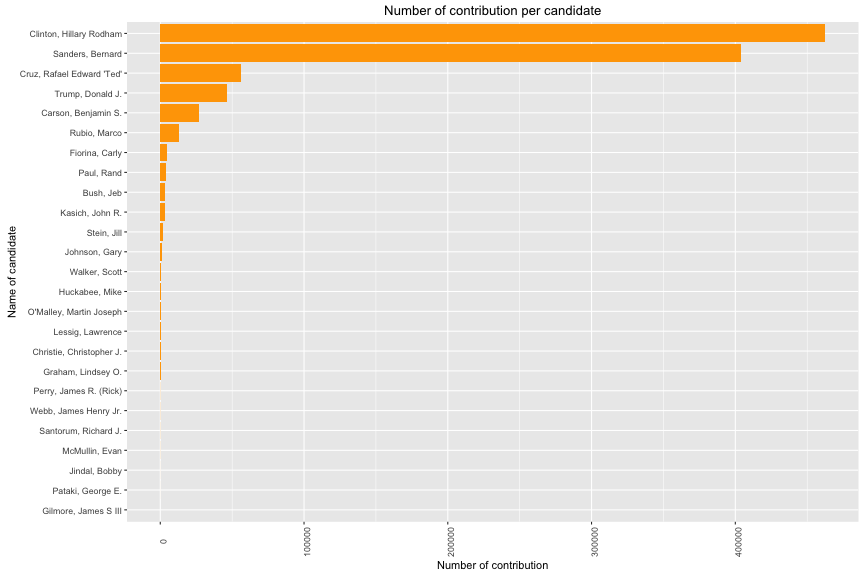 Number of contribution per candidate
Name of candidate
Clinton, Hillary Rodham
Sanders, Bernard
Cruz, Rafael Edward 'Ted'
Trump, Donald J.
Carson, Benjamin S.
Rubio, Marco
Fiorina, Carly
Paul, Rand
Bush, Jeb
Kasich, John R.
Stein, Jill
Johnson, Gary
Walker, Scott
Huckabee, Mike
O'Malley, Martin Joseph
Lessig, Lawrence
Christie, Christopher J.
Graham, Lindsey O.
Perry, James R. (Rick)
Webb, James Henry Jr.
Santorum, Richard J.
McMullin, Evan
Jindal, Bobby
Pataki, George E.
Gilmore, James S III
0
100000
200000
300000
400000
Number of contribution